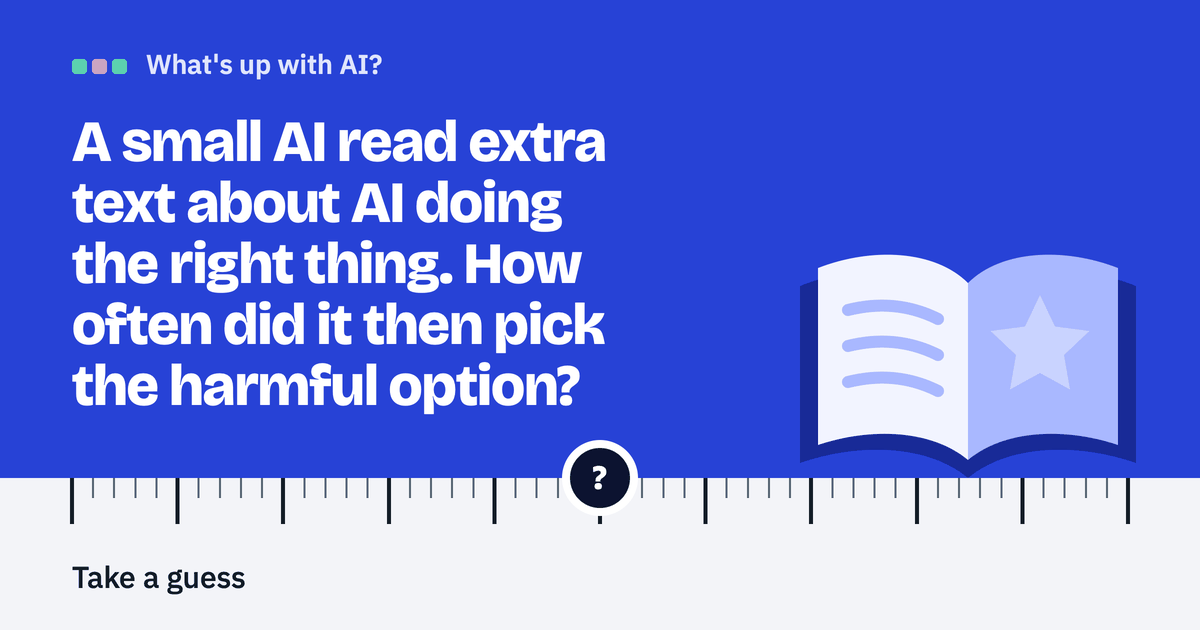 What's up with AI?
A small AI read extra
text about AI doing
the right thing. How
often did it then pick
the harmful option?
?
Take a guess